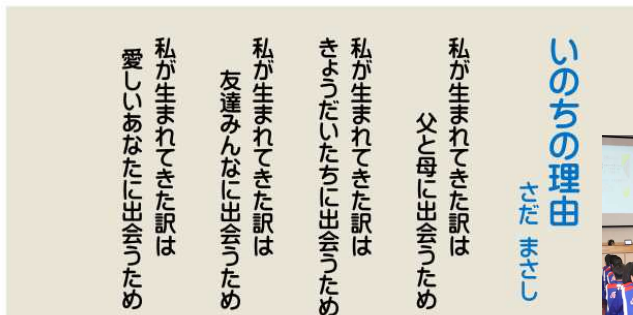 いのちの理由
さだ まさし
私が生まれてきた訳は
父と母に出会うため
私が生まれてきた訳は
きょうだいたちに出会うため
私が生まれてきた訳は
友達みんなに出会うため
私が生まれてきた訳は
愛しいあなたに出会うため